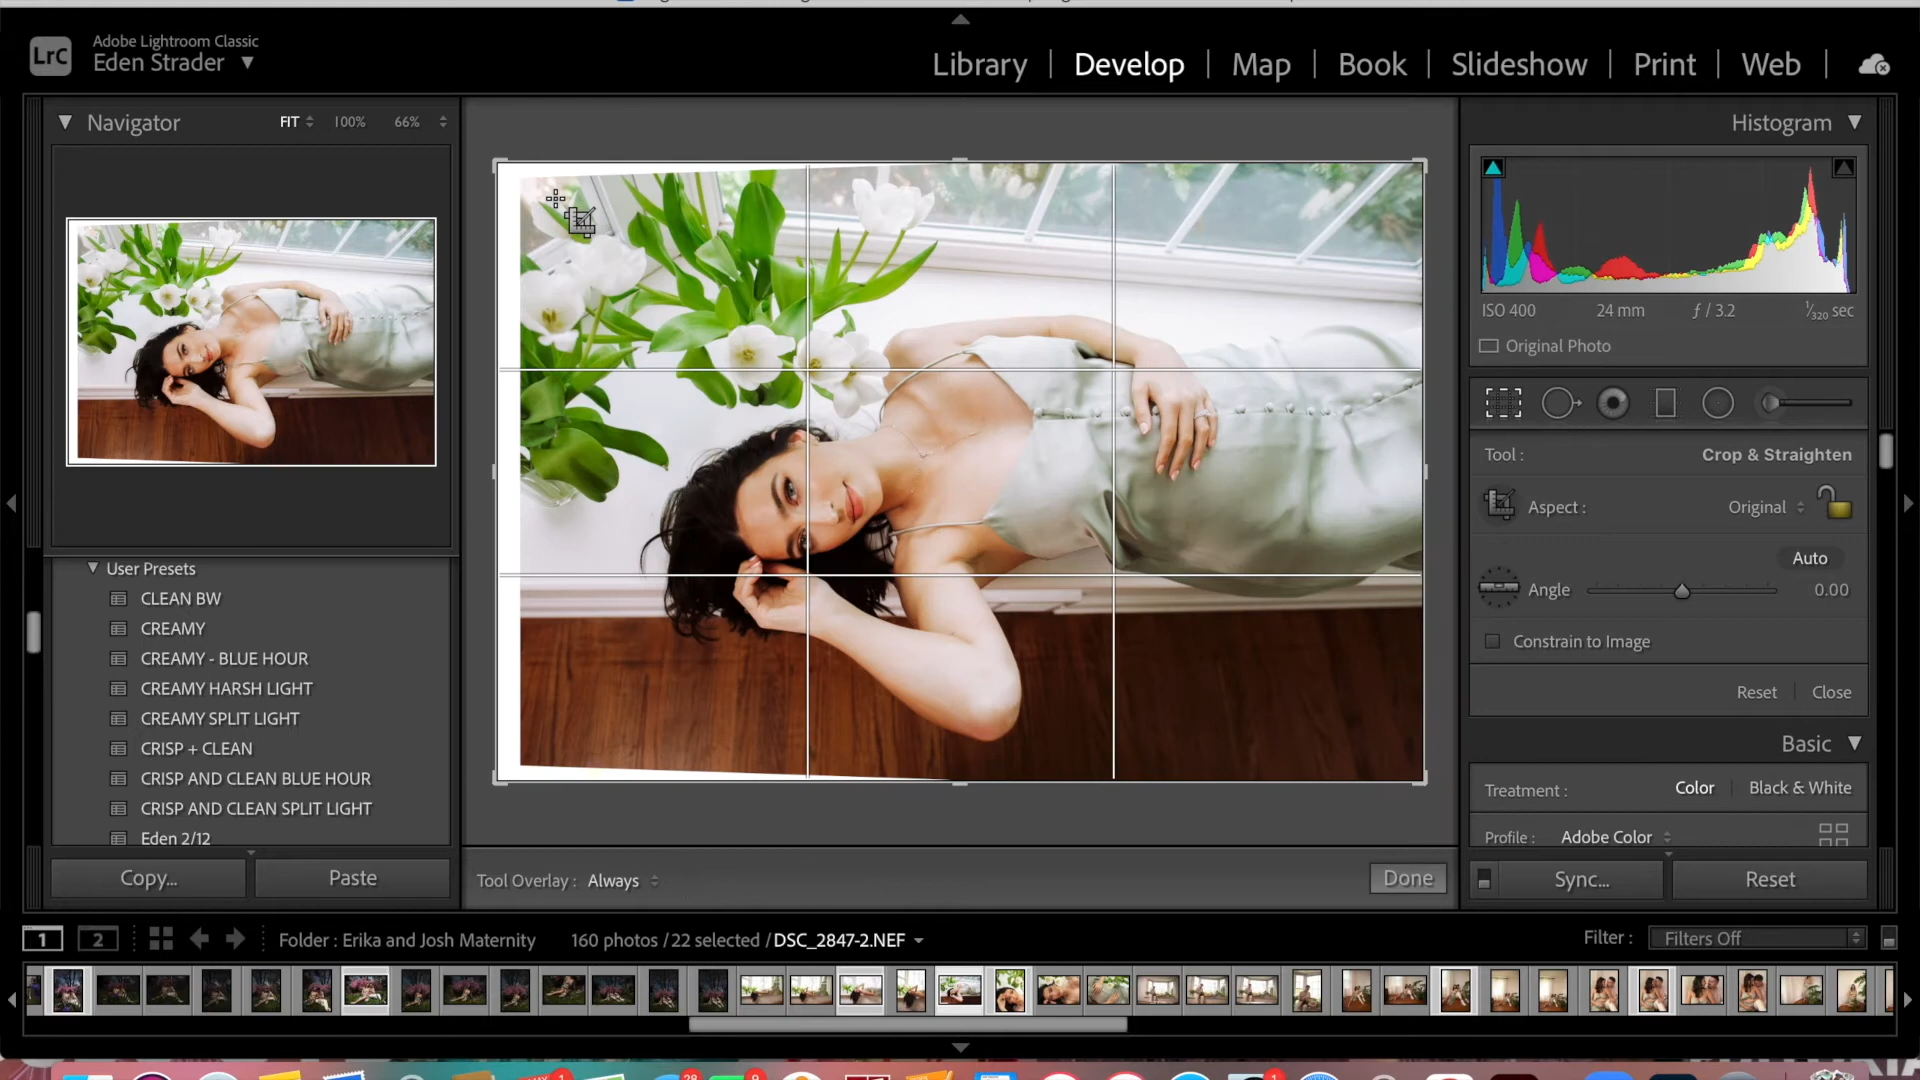 Adobe Lightroom Classic
LrC
Eden Strader
Library | Develop | Map | Book | Slideshow | Print | Web |
Navigator FIT 100% 66%
Histogram
ISO 400 24 mm ƒ / 3.2 1/320 sec
Original Photo
Tool : Crop & Straighten
Aspect : Original
Auto
Angle 0.00
Constrain to Image
Reset Close
Basic
Treatment : Color Black & White
Profile : Adobe Color
Sync... Reset
User Presets
CLEAN BW
CREAMY
CREAMY - BLUE HOUR
CREAMY HARSH LIGHT
CREAMY SPLIT LIGHT
CRISP + CLEAN
CRISP AND CLEAN BLUE HOUR
CRISP AND CLEAN SPLIT LIGHT
Eden 2/12
Copy... Paste
Tool Overlay : Always Done
1 2 Folder : Erika and Josh Maternity 160 photos / 22 selected / DSC_2847-2.NEF Filter : Filters Off
1 28 9 1